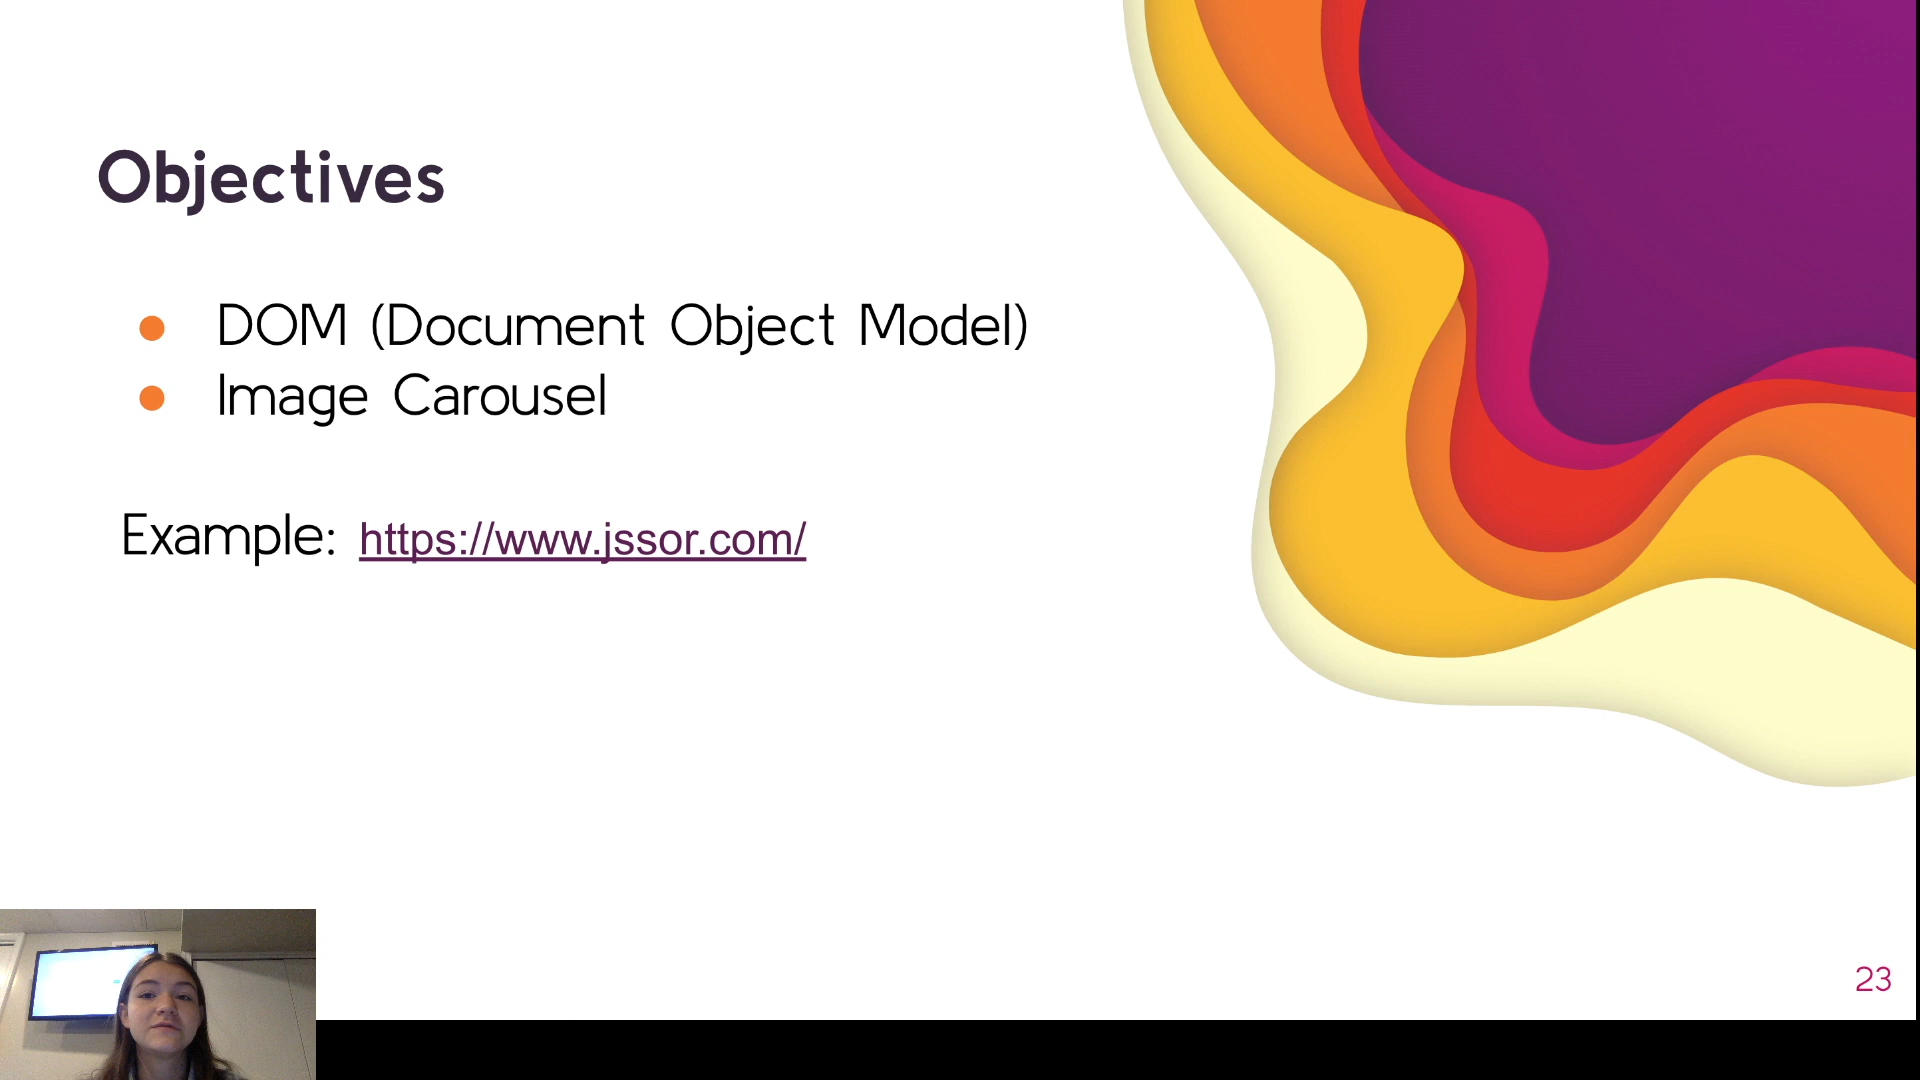 Objectives
● DOM (Document Object Model)
● Image Carousel
Example: https://www.jssor.com/
23